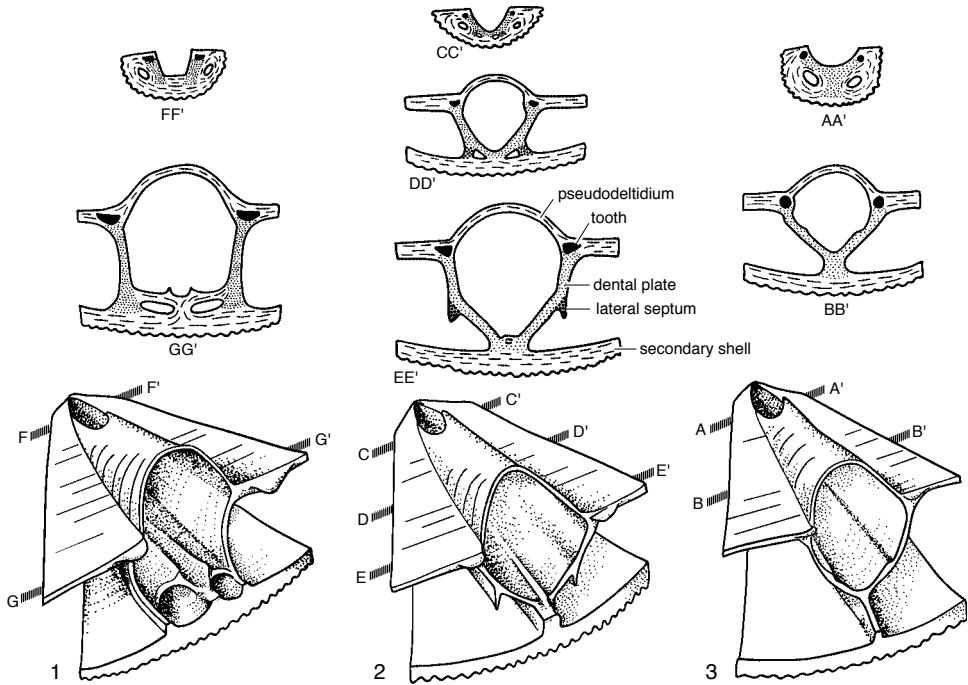 CC'
FF'
AA'
DD'
pseudodeltidium
tooth
dental plate
lateral septum
secondary shell
BB'
GG'
EE'
F'
F
G'
G
1
C'
C
D'
D
E'
E
2
A'
A
B'
B
3